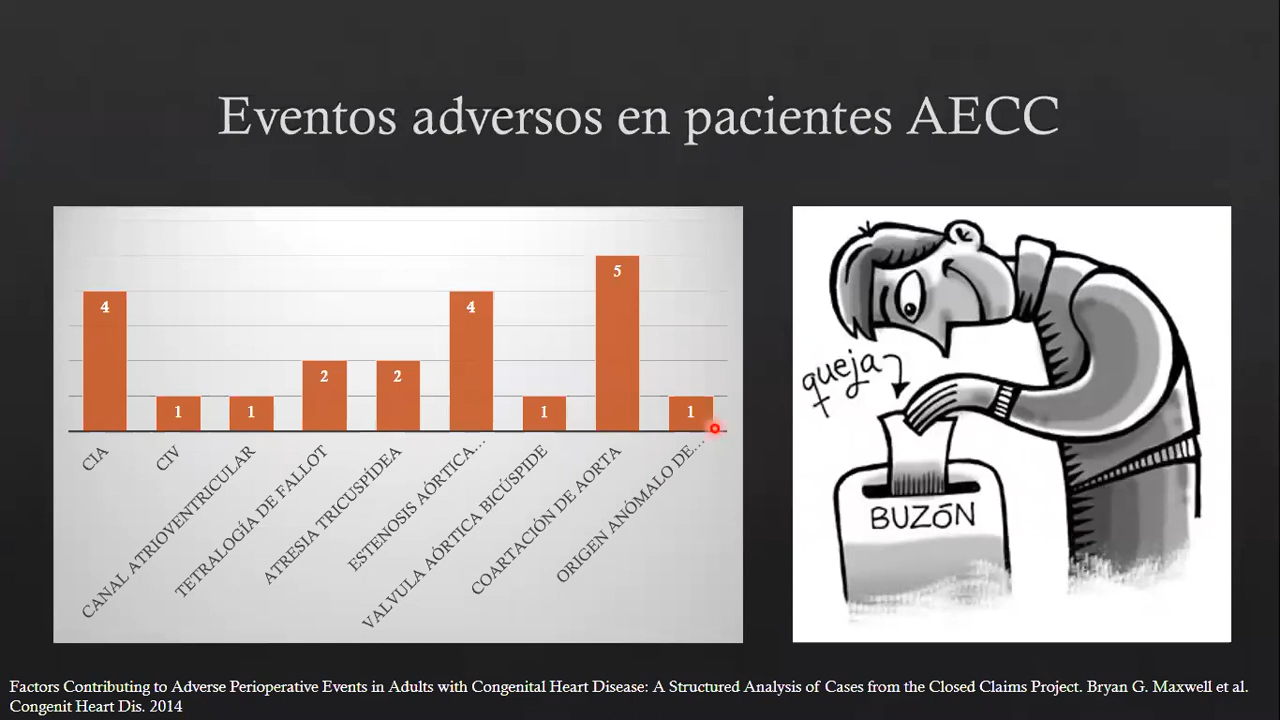 Eventos adversos en pacientes AECC
4
1
1
2
2
4
1
5
1
CIA
CIV
CANAL ATRIOVENTRICULAR
TETRALOGÍA DE FALLOT
ATRESIA TRICUSPÍDEA
ESTENOSIS AÓRTICA...
VALVULA AÓRTICA BICÚSPIDE
COARTACIÓN DE AORTA
ORIGEN ANÓMALO DE...
queja
BUZÓN
Factors Contributing to Adverse Perioperative Events in Adults with Congenital Heart Disease: A Structured Analysis of Cases from the Closed Claims Project. Bryan G. Maxwell et al.
Congenit Heart Dis. 2014